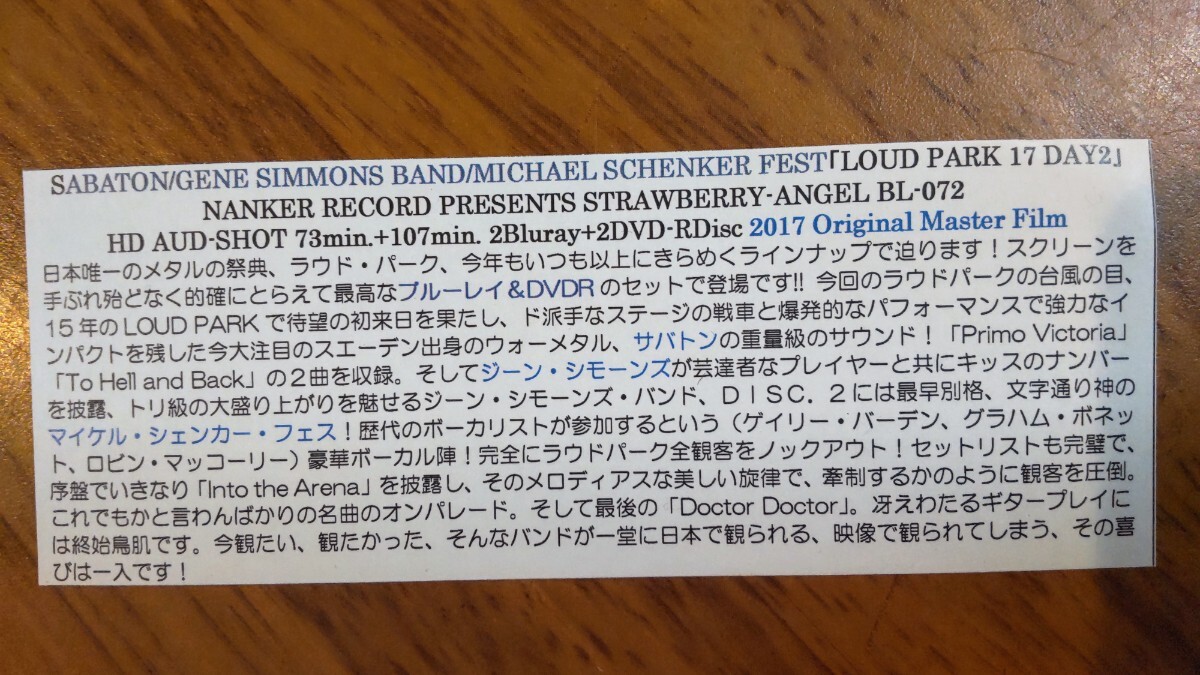 SABATON/GENE SIMMONS BAND/MICHAEL SCHENKER FEST「LOUD PARK 17 DAY2」
NANKER RECORD PRESENTS STRAWBERRY-ANGEL BL-072
HD AUD-SHOT 73min.+107min. 2Bluray+2DVD-RDisc 2017 Original Master Film
日本唯一のメタルの祭典、ラウド・パーク、今年もいつも以上にきらめくラインナップで迫ります！スクリーンを
手ぶれ殆どなく的確にとらえて最高なブルーレイ&DVDRのセットで登場です!! 今回のラウドパークの台風の目、
15年のLOUD PARKで待望の初来日を果たし、ド派手なステージの戦車と爆発的なパフォーマンスで強力なイ
ンパクトを残した今大注目のスエーデン出身のウォーメタル、サバトンの重量級のサウンド！「Primo Victoria」
「To Hell and Back」の2曲を収録。そしてジーン・シモーンズが芸達者なプレイヤーと共にキッスのナンバー
を披露、トリ級の大盛り上がりを魅せるジーン・シモーンズ・バンド、DISC．2には最早別格、文字通り神の
マイケル・シェンカー・フェス！歴代のボーカリストが参加するという（ゲイリー・バーデン、グラハム・ボネッ
ト、ロビン・マッコーリー）豪華ボーカル陣！完全にラウドパーク全観客をノックアウト！セットリストも完璧で、
序盤でいきなり「Into the Arena」を披露し、そのメロディアスな美しい旋律で、牽制するかのように観客を圧倒。
これでもかと言わんばかりの名曲のオンパレード。そして最後の「Doctor Doctor」。冴えわたるギタープレイに
は終始鳥肌です。今観たい、観たかった、そんなバンドが一堂に日本で観られる、映像で観られてしまう、その喜
びは一入です！